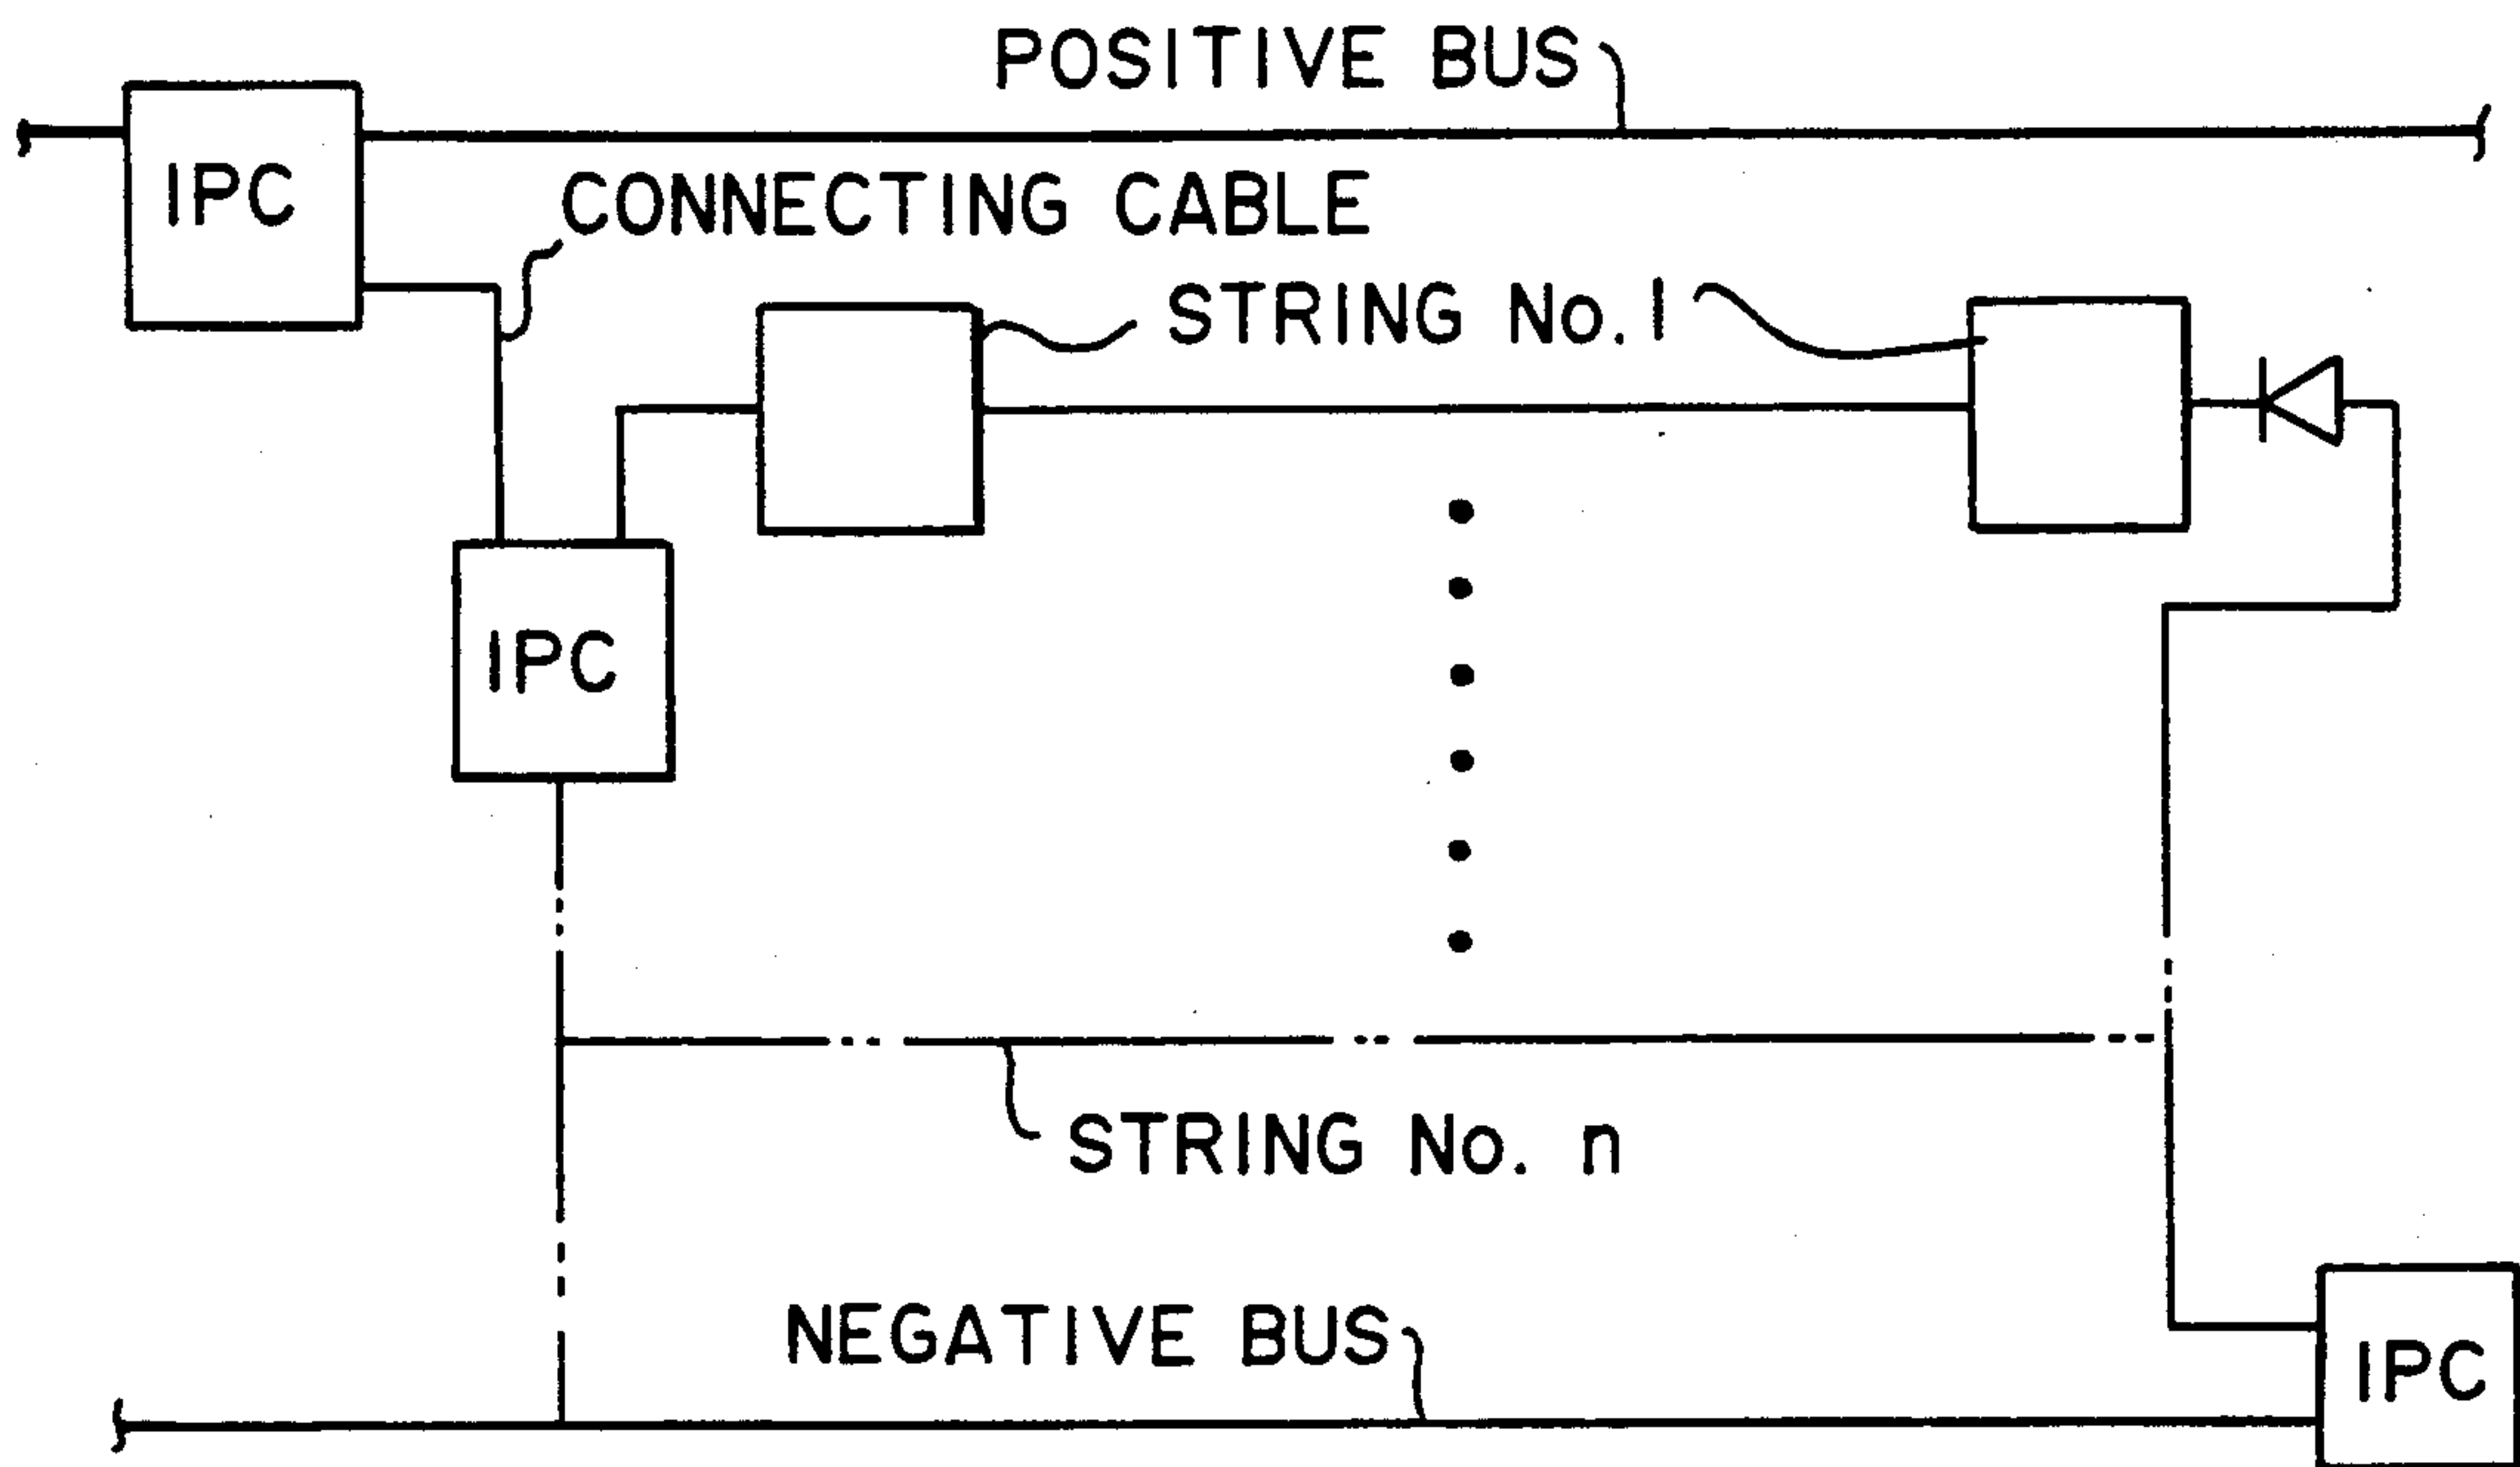 POSITIVE BUS
IPC
CONNECTING CABLE
STRING No. 1
IPC
STRING No. n
NEGATIVE BUS
IPC